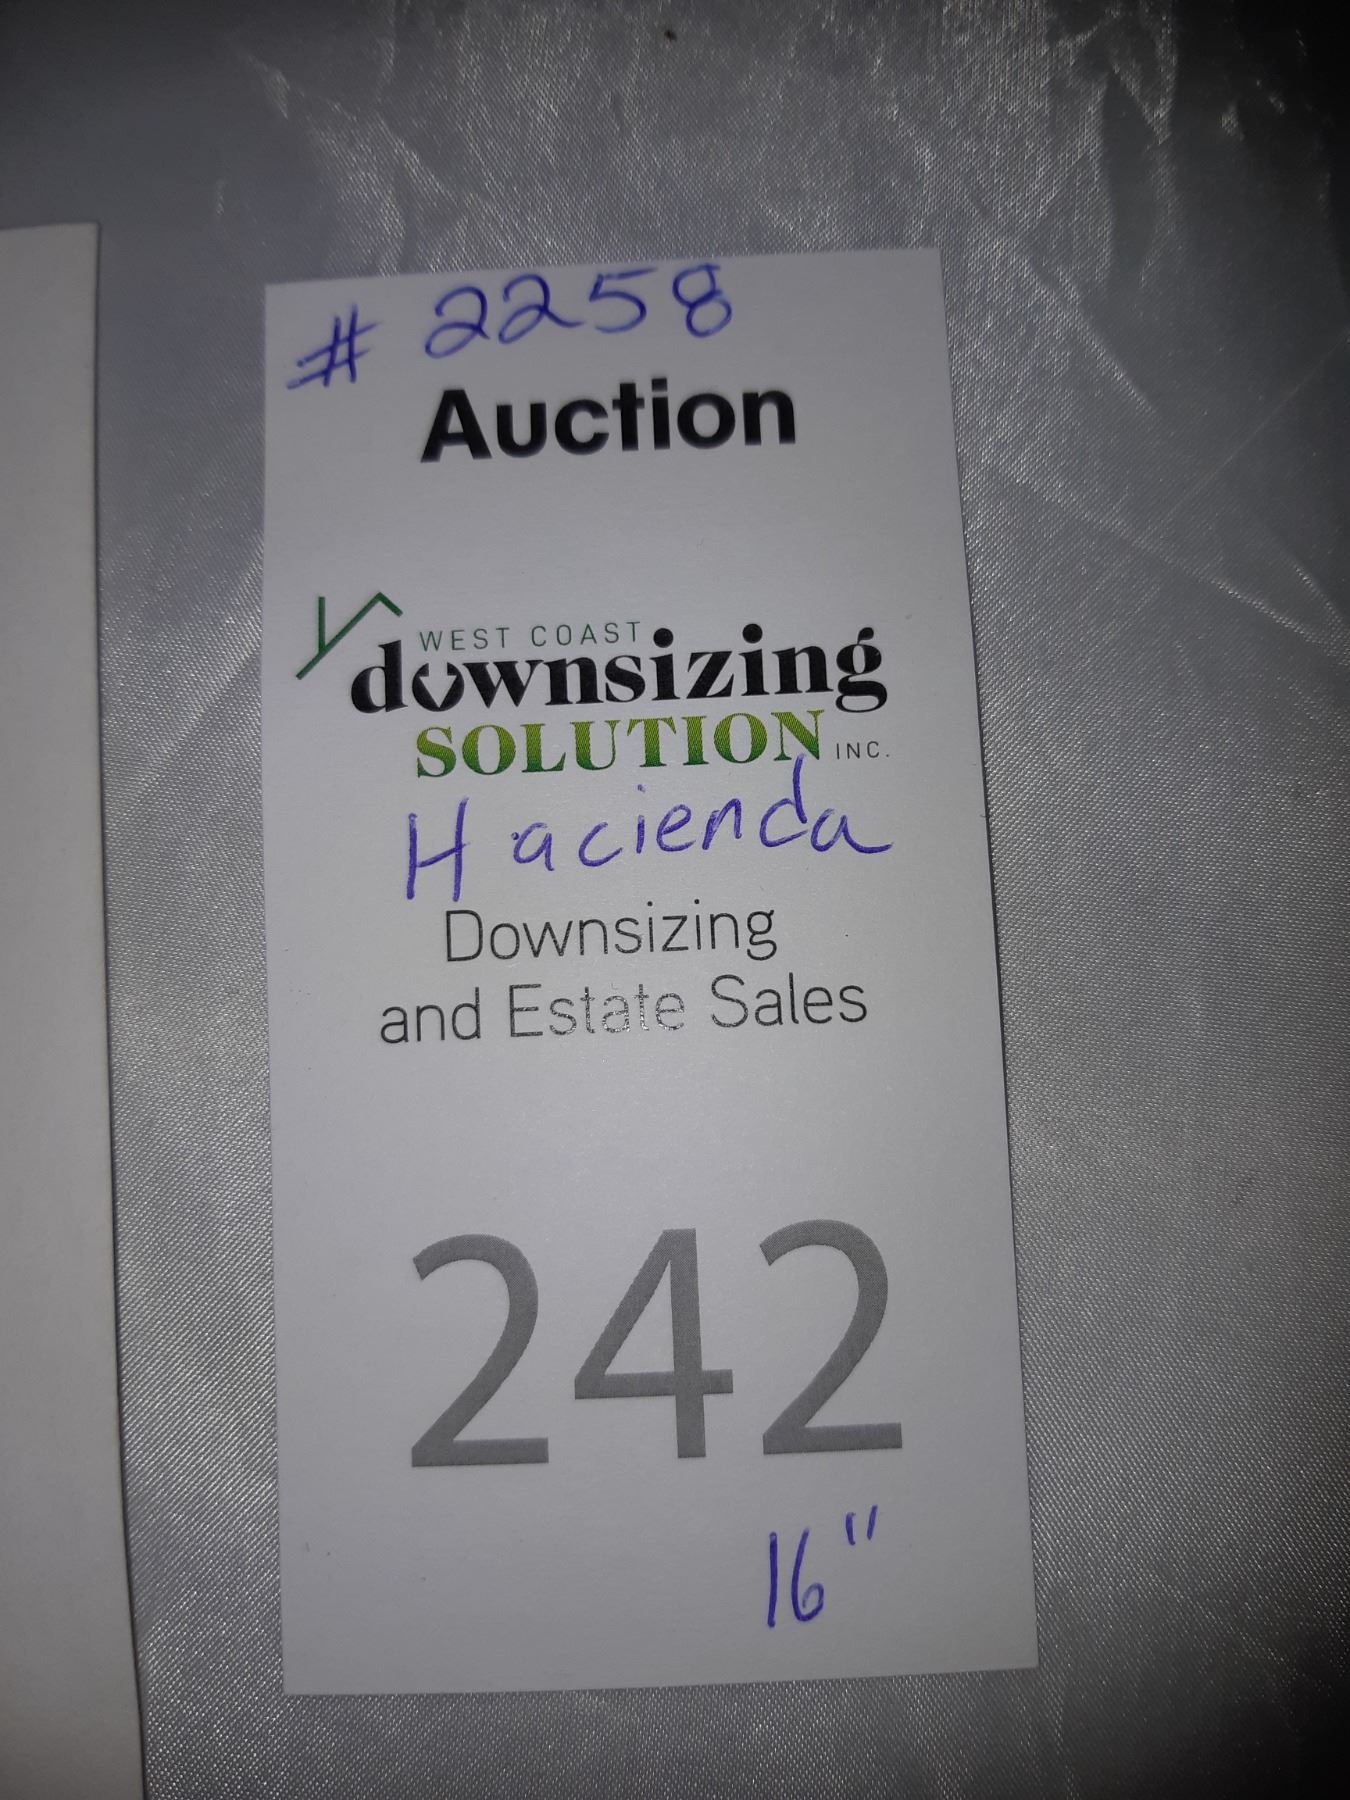 # 2258
Auction
WEST COAST
downsizing
SOLUTION INC.
Hacienda
Downsizing
and Estate Sales
242
16"